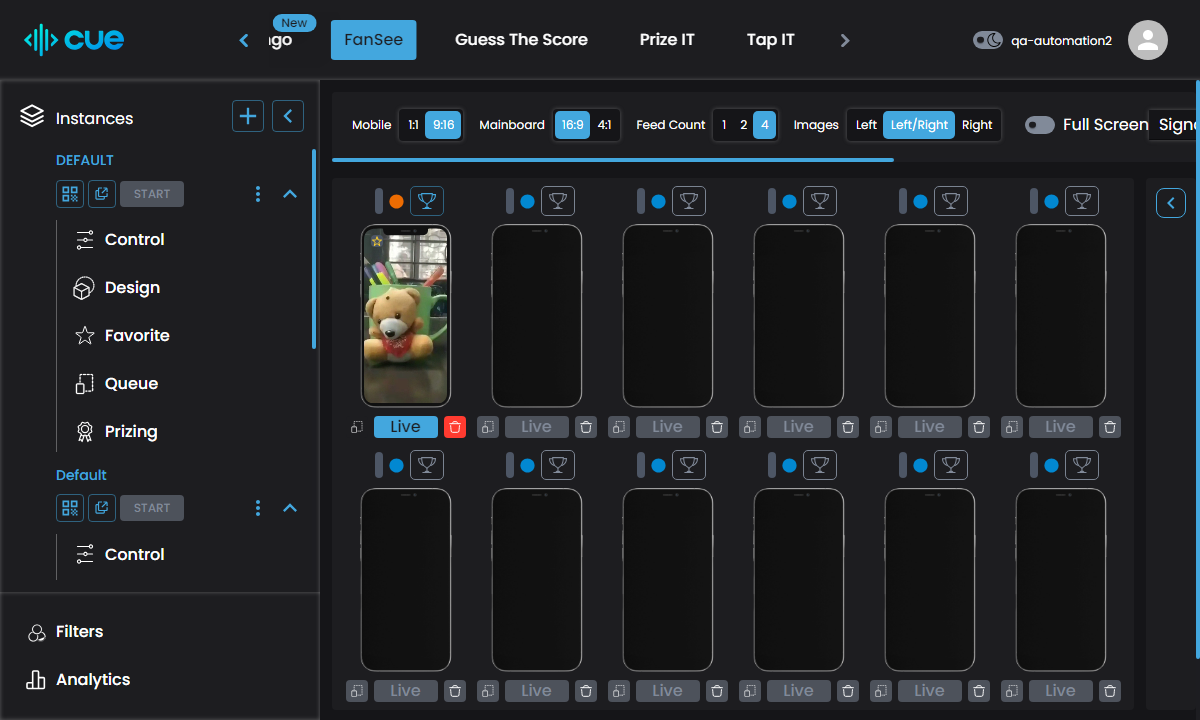 cue
New
FanSee
Guess The Score
Prize IT
Tap IT
qa-automation2
Instances
DEFAULT
START
Control
Design
Favorite
Queue
Prizing
Default
START
Control
Filters
Analytics
Mobile 1:1 9:16 Mainboard 16:9 4:1 Feed Count 1 2 4 Images Left Left/Right Right Full Screen
Live Live Live Live Live Live
Live Live Live Live Live Live